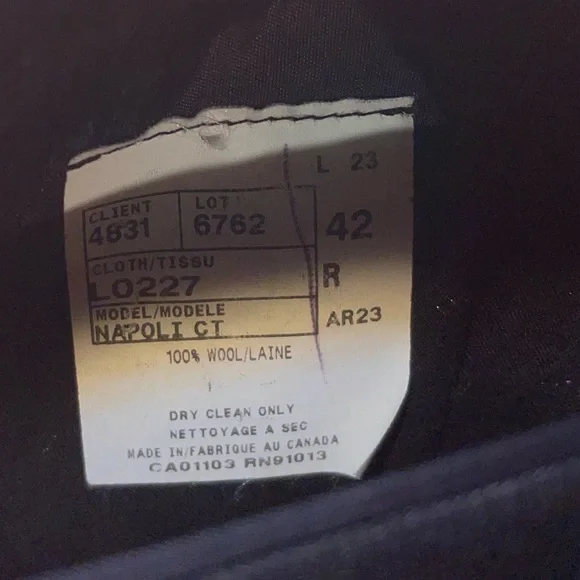 L 23
CLIENT LOT
4831 6762 42
CLOTH/TISSU
L0227 R
MODEL/MODELE
NAPOLI CT AR23
100% WOOL/LAINE
DRY CLEAN ONLY
NETTOYAGE A SEC
MADE IN/FABRIQUE AU CANADA
CA01103 RN91013